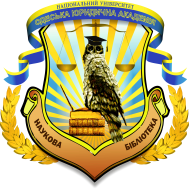 НАЦІОНАЛЬНИЙ УНІВЕРСИТЕТ
ОДЕСЬКА ЮРИДИЧНА АКАДЕМІЯ
НАУКОВА
БІБЛІОТЕКА